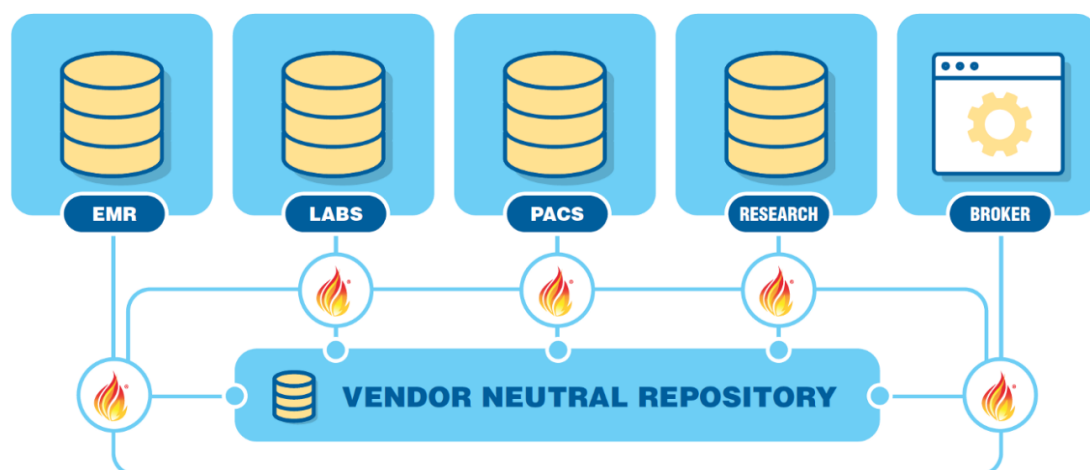 EMR
LABS
PACS
RESEARCH
BROKER
VENDOR NEUTRAL REPOSITORY